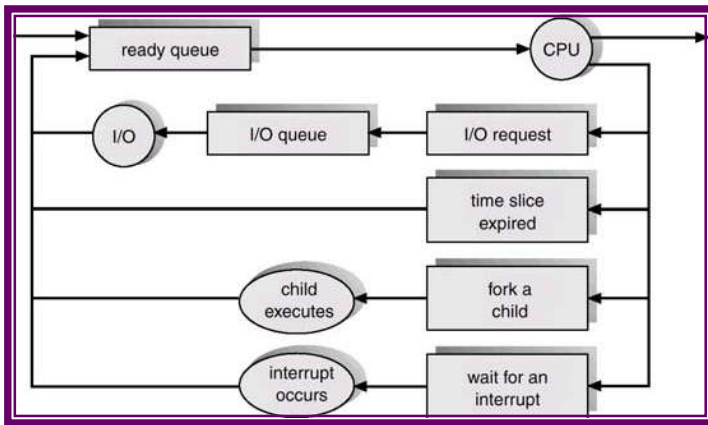 ready queue
CPU
I/O
I/O queue
I/O request
time slice
expired
child
executes
fork a
child
interrupt
occurs
wait for an
interrupt